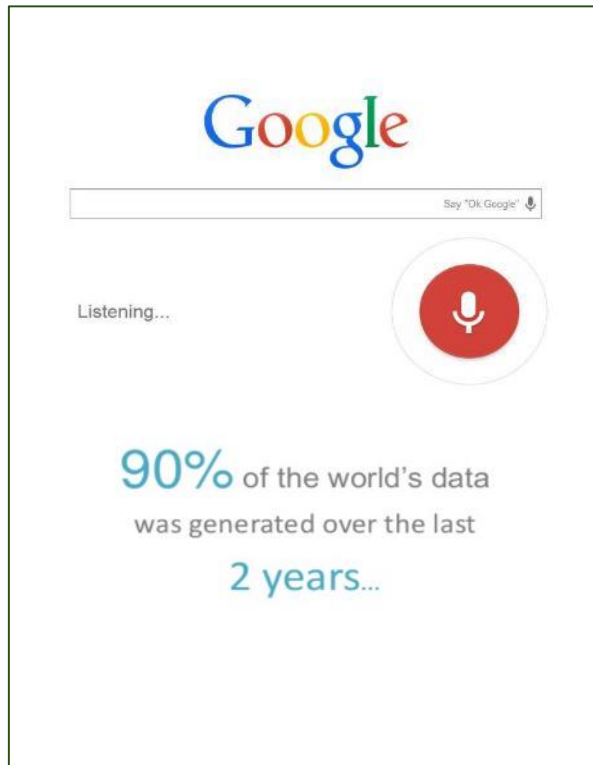 Google
Say "Ok Google"
Listening...
90% of the world's data
was generated over the last
2 years...